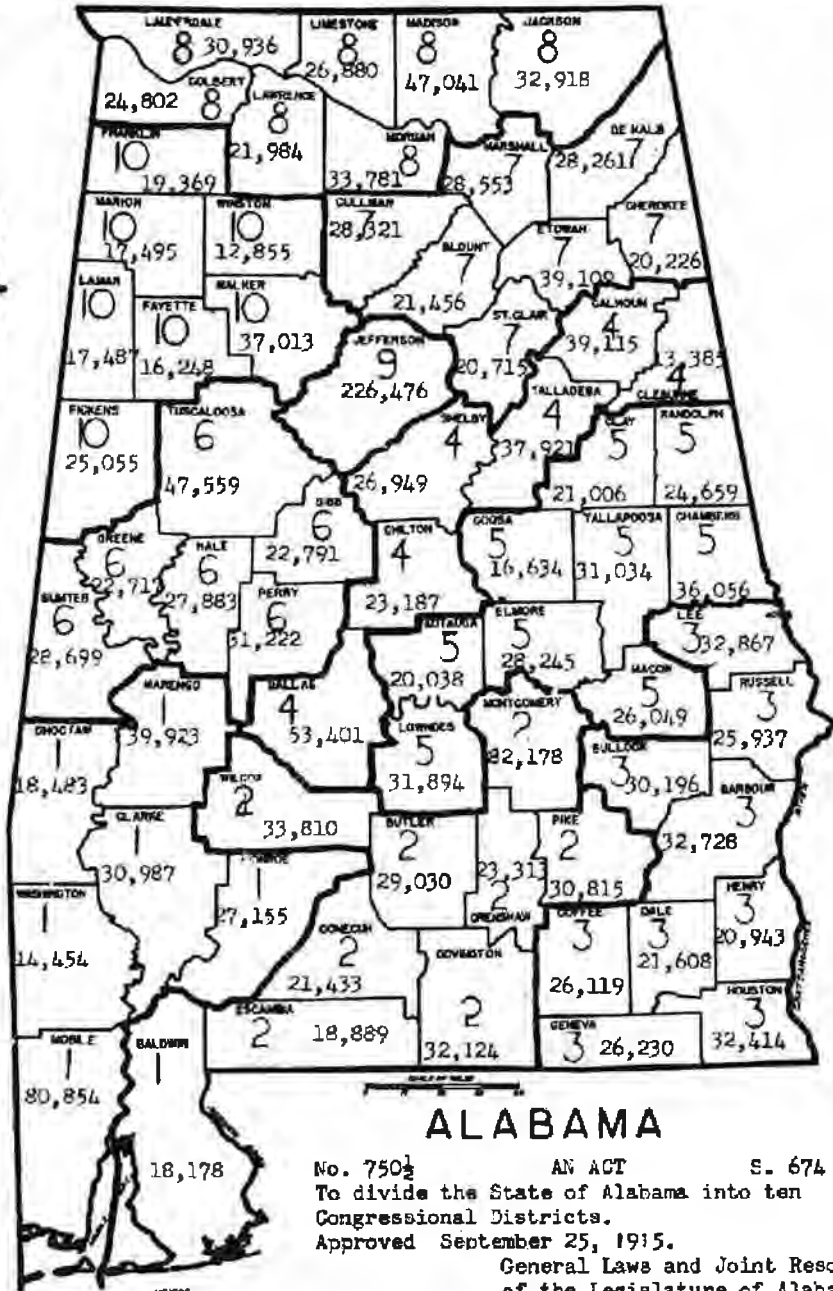 LAUDERDALE LIMESTONE MADISON JACKSON
8 30,936 8 26,880 8 47,041 8 32,918
COLBERT LAWRENCE
24,802 8 8 21,984
FRANKLIN MORGAN MARSHALL DE KALB
10 19,369 8 33,781 7 28,553 28,261 7
MARION WINSTON CULLMAN BLOUNT ETOWAH CHEROKEE
10 17,495 10 12,855 7 28,321 7 21,456 7 39,109 7 20,226
LAMAR FAYETTE WALKER JEFFERSON ST. CLAIR CALHOUN
10 17,487 10 16,248 10 37,013 9 226,476 7 20,715 4 39,115
CLEBURNE
13,385 4
PICKENS TUSCALOOSA SHELBY TALLADEGA CLAY RANDOLPH
10 25,055 6 47,559 4 26,949 4 37,921 5 21,006 5 24,659
GREENE HALE BIBB CHILTON COOSA TALLAPOOSA CHAMBERS
6 6 27,883 6 22,791 4 23,187 5 16,634 5 31,034 5 36,056
SUMTER PERRY AUTAUGA ELMORE LEE
6 28,699 6 31,222 5 20,038 5 28,245 3 32,867
MARENGO DALLAS LOWNDES MONTGOMERY MACON RUSSELL
1 39,923 4 53,401 5 31,894 2 82,178 5 26,049 3 25,937
CHOCTAW WILCOX BULLOCK BARBOUR
1 18,483 2 33,810 3 30,196 3 32,728
CLARKE MONROE BUTLER CRENSHAW PIKE
1 30,987 1 27,155 2 29,030 23,313 2 2 30,815
WASHINGTON CONECUH COVINGTON COFFEE DALE HENRY
1 14,454 2 21,433 2 32,124 3 26,119 3 21,608 3 20,943
ESCAMBIA GENEVA HOUSTON
2 18,889 3 26,230 3 32,414
MOBILE BALDWIN
1 80,854 1 18,178
ALABAMA
No. 750½ AN ACT S. 674
To divide the State of Alabama into ten
Congressional Districts.
Approved September 25, 1915.
General Laws and Joint Reso
of the Legislature of Alaba